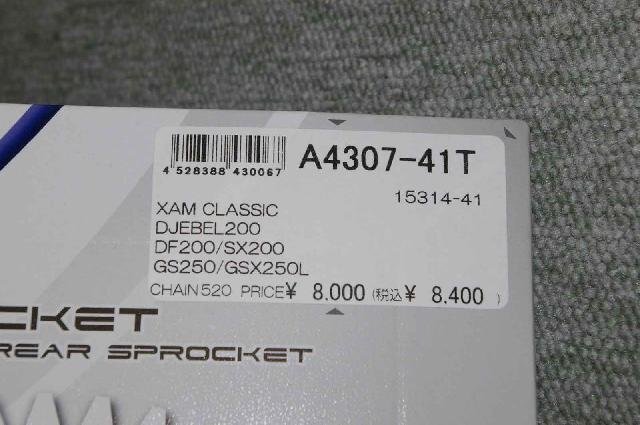 4 528388 430067
A4307-41T
15314-41
XAM CLASSIC
DJEBEL200
DF200/SX200
GS250/GSX250L
CHAIN520 PRICE¥ 8.000 (税込¥ 8.400 )
CKET
REAR SPROCKET